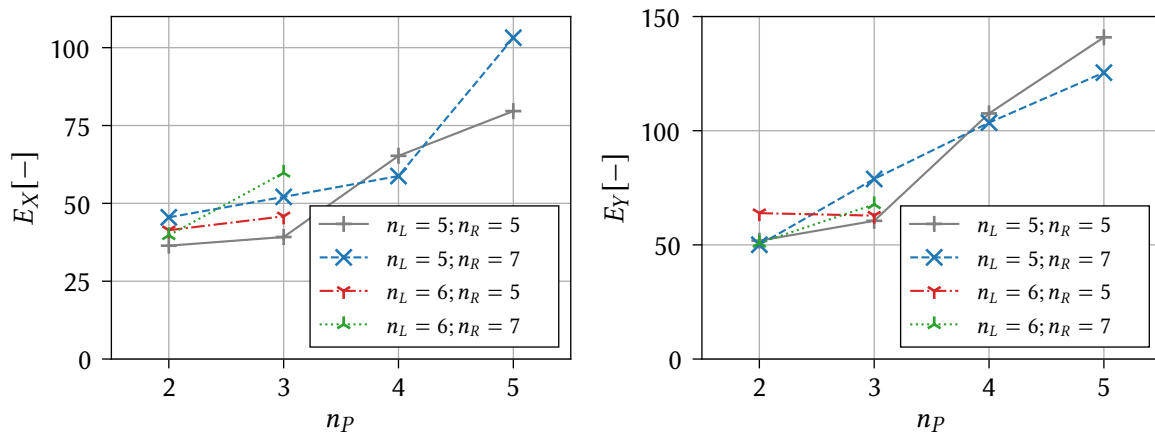 100
75
50
25
0
2 3 4 5
E_X[−]
n_P
n_L = 5; n_R = 5
n_L = 5; n_R = 7
n_L = 6; n_R = 5
n_L = 6; n_R = 7
150
100
50
0
2 3 4 5
E_Y[−]
n_P
n_L = 5; n_R = 5
n_L = 5; n_R = 7
n_L = 6; n_R = 5
n_L = 6; n_R = 7